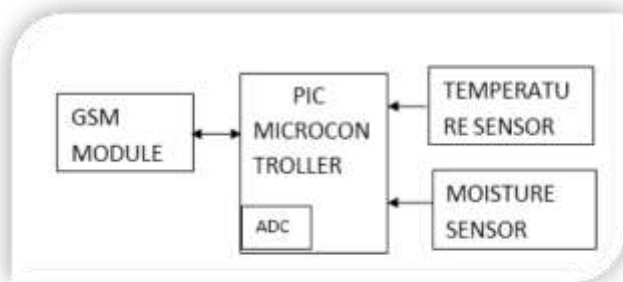 GSM
MODULE
PIC
MICROCON
TROLLER
ADC
TEMPERATU
RE SENSOR
MOISTURE
SENSOR